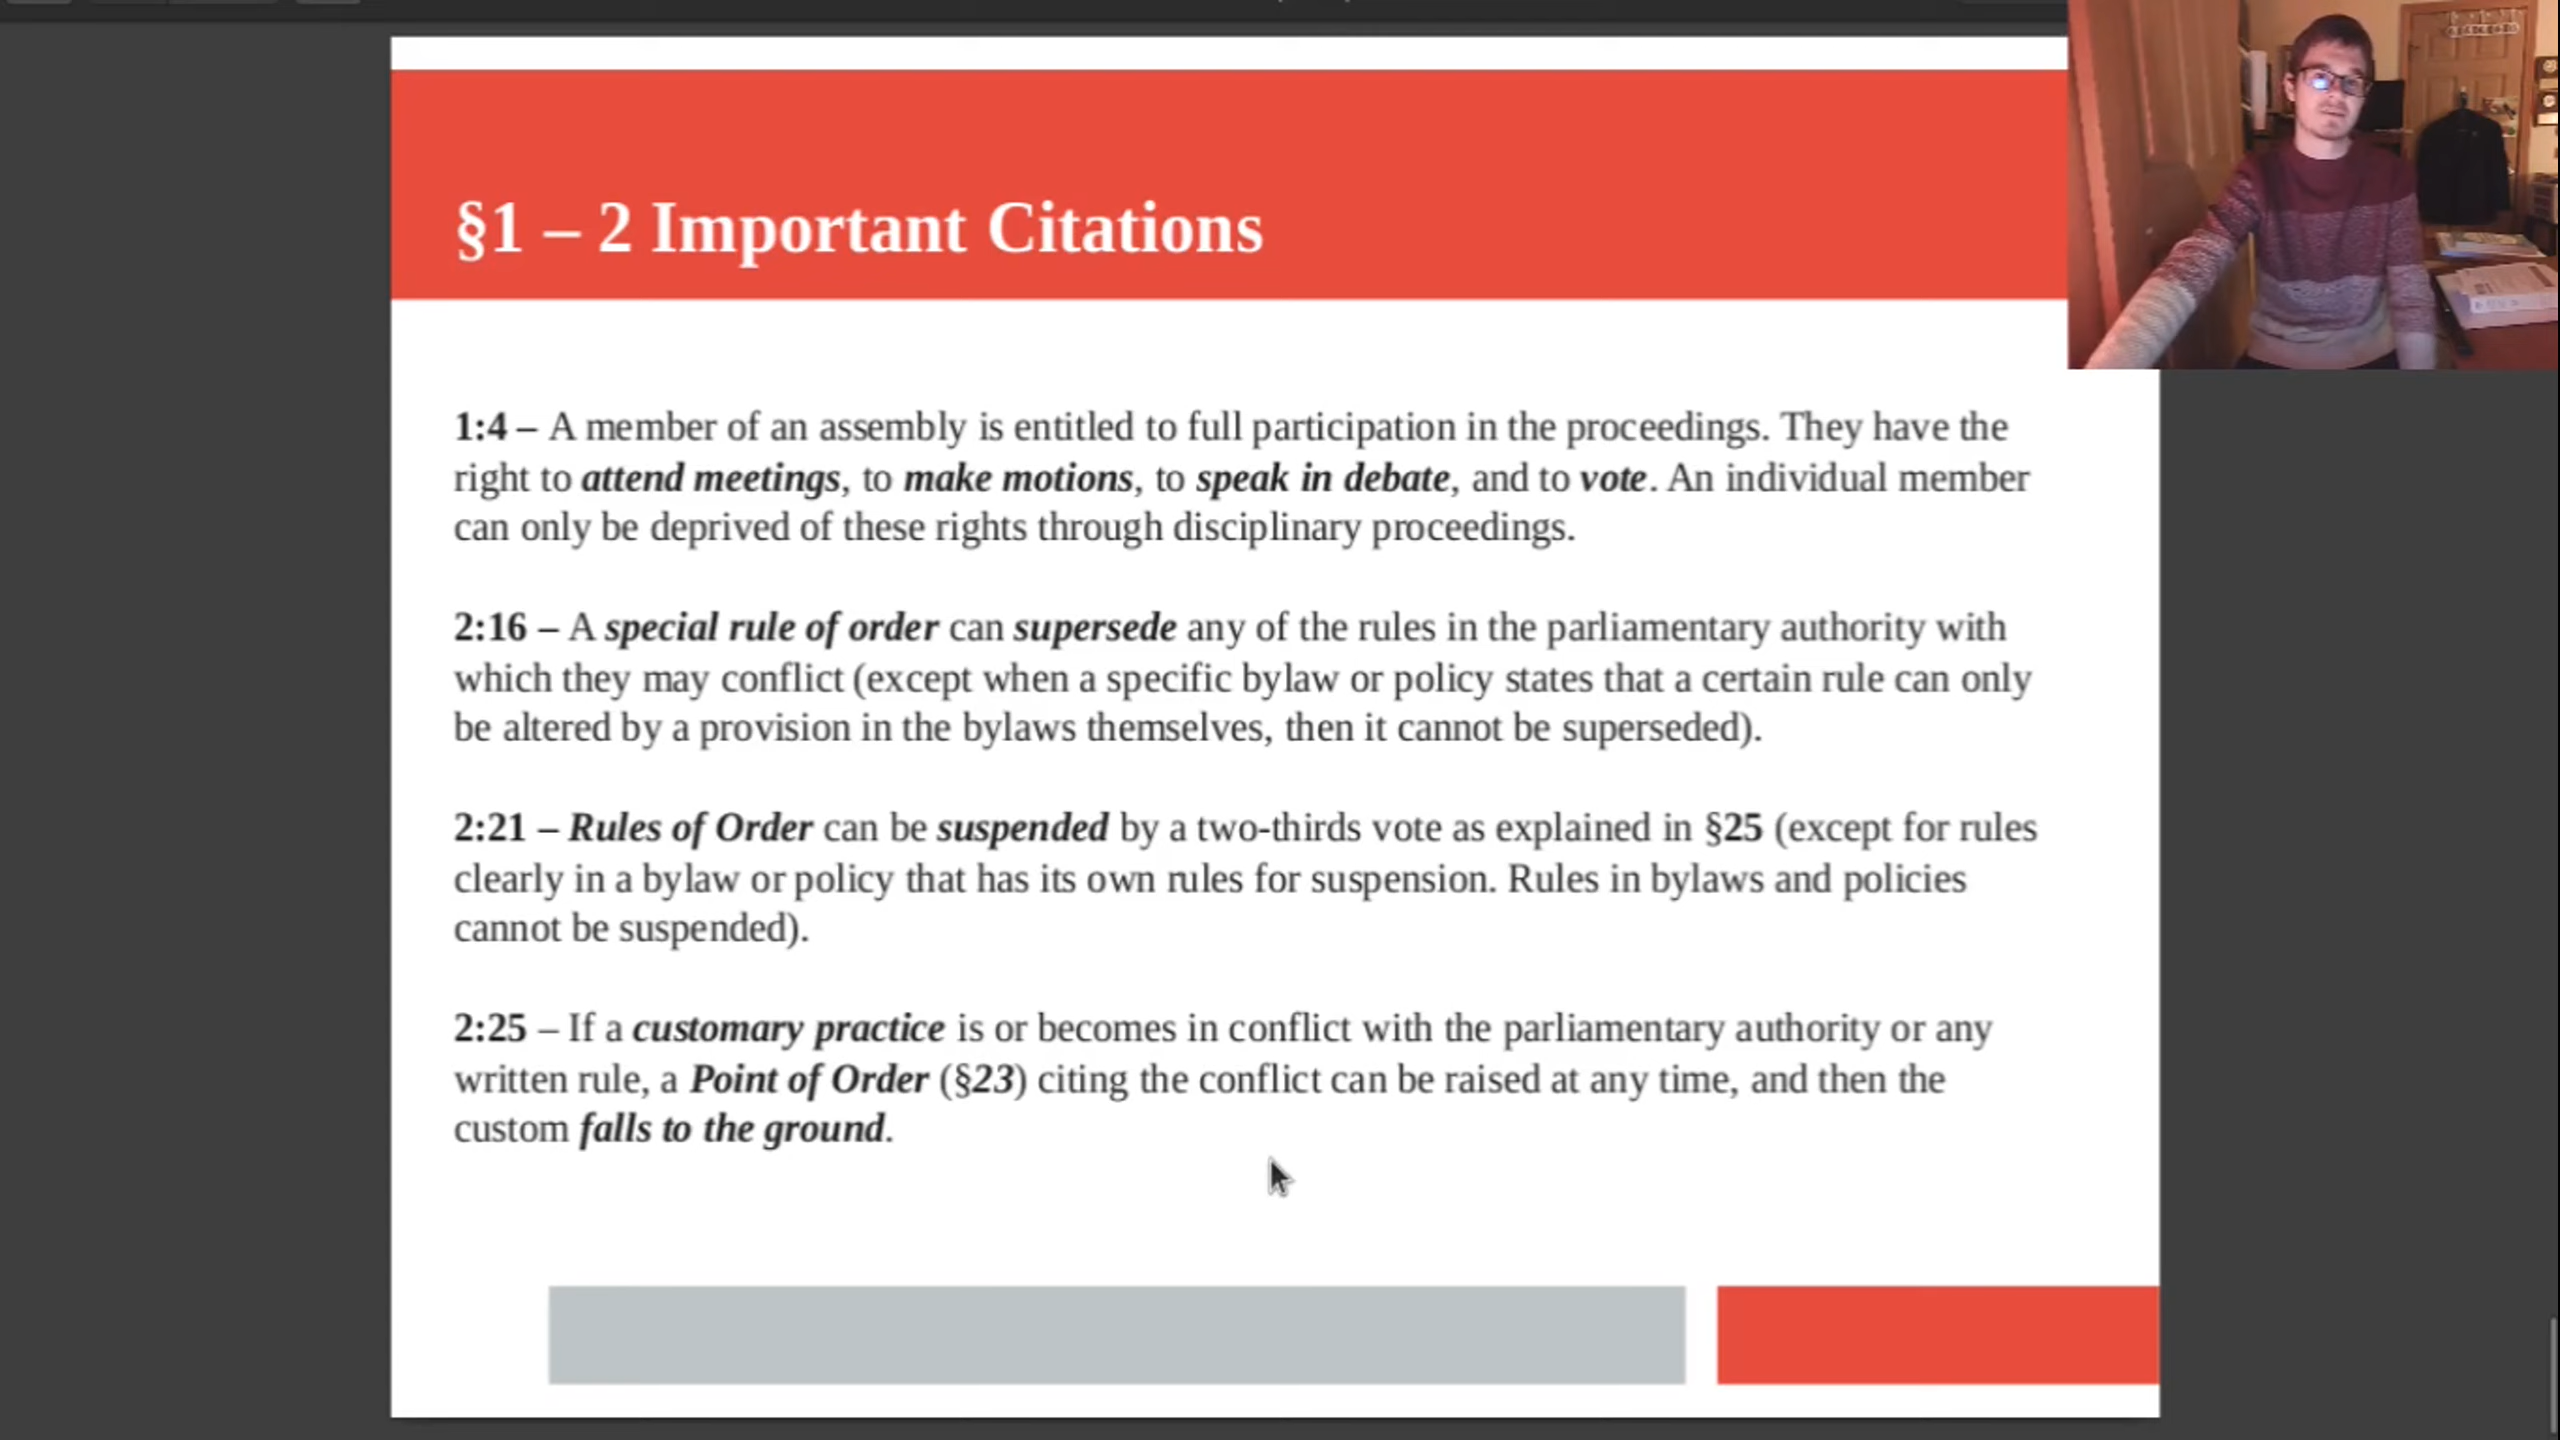 §1 – 2 Important Citations
1:4 – A member of an assembly is entitled to full participation in the proceedings. They have the
right to attend meetings, to make motions, to speak in debate, and to vote. An individual member
can only be deprived of these rights through disciplinary proceedings.
2:16 – A special rule of order can supersede any of the rules in the parliamentary authority with
which they may conflict (except when a specific bylaw or policy states that a certain rule can only
be altered by a provision in the bylaws themselves, then it cannot be superseded).
2:21 – Rules of Order can be suspended by a two-thirds vote as explained in §25 (except for rules
clearly in a bylaw or policy that has its own rules for suspension. Rules in bylaws and policies
cannot be suspended).
2:25 – If a customary practice is or becomes in conflict with the parliamentary authority or any
written rule, a Point of Order (§23) citing the conflict can be raised at any time, and then the
custom falls to the ground.